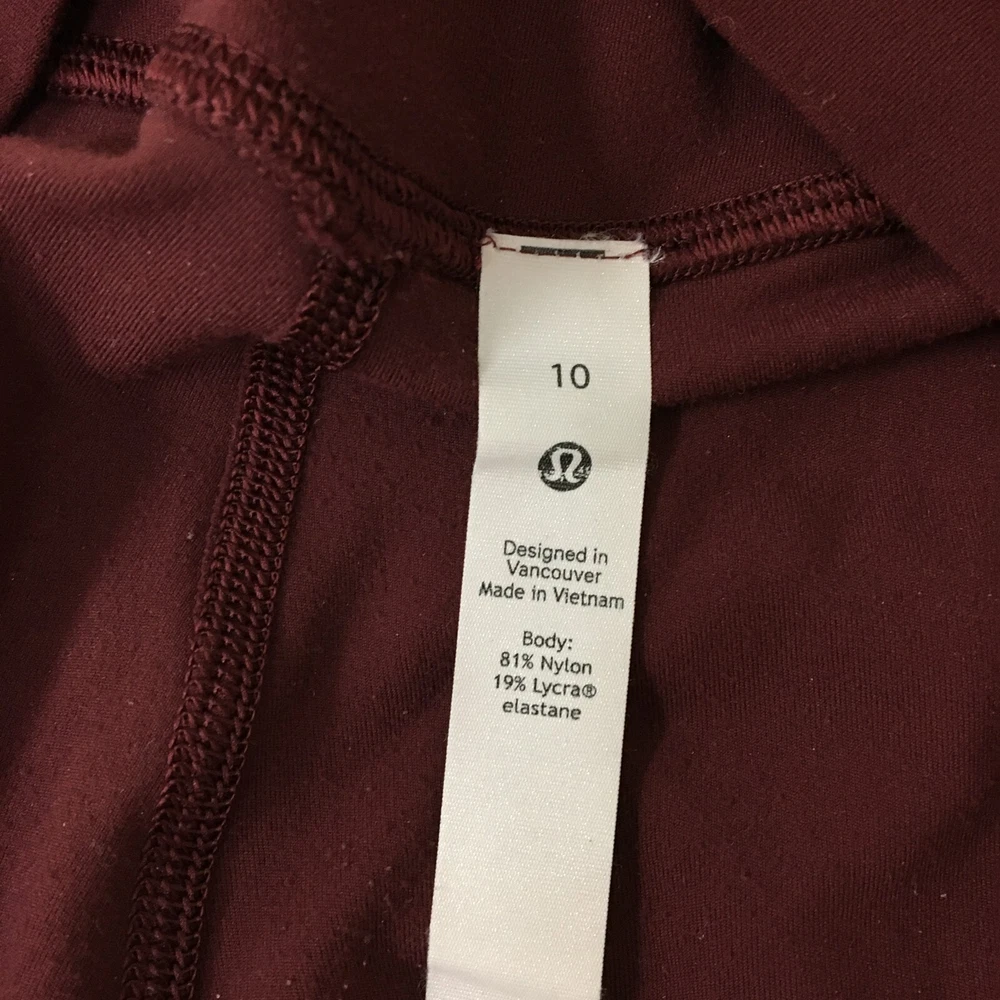 10
Designed in
Vancouver
Made in Vietnam
Body:
81% Nylon
19% Lycra®
elastane